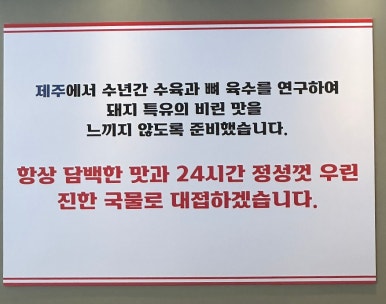 제주에서 수년간 수육과 뼈 육수를 연구하여
돼지 특유의 비린 맛을
느끼지 않도록 준비했습니다.
항상 담백한 맛과 24시간 정성껏 우린
진한 국물로 대접하겠습니다.